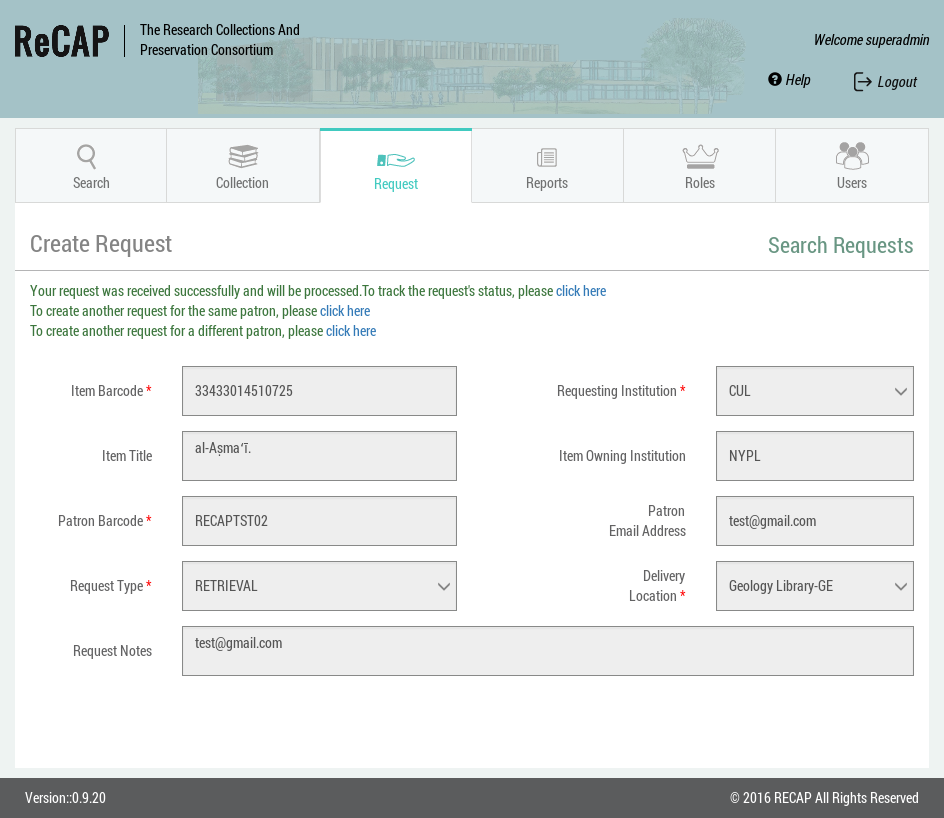 ReCAP
The Research Collections And
Preservation Consortium
Welcome superadmin
Help
Logout
Search
Collection
Request
Reports
Roles
Users
Create Request
Search Requests
Your request was received successfully and will be processed.To track the request's status, please click here
To create another request for the same patron, please click here
To create another request for a different patron, please click here
Item Barcode *
33433014510725
Requesting Institution *
CUL
Item Title
al-Aṣmaʻī.
Item Owning Institution
NYPL
Patron Barcode *
RECAPTST02
Patron
Email Address
test@gmail.com
Request Type *
RETRIEVAL
Delivery
Location *
Geology Library-GE
Request Notes
test@gmail.com
Version::0.9.20
© 2016 RECAP All Rights Reserved